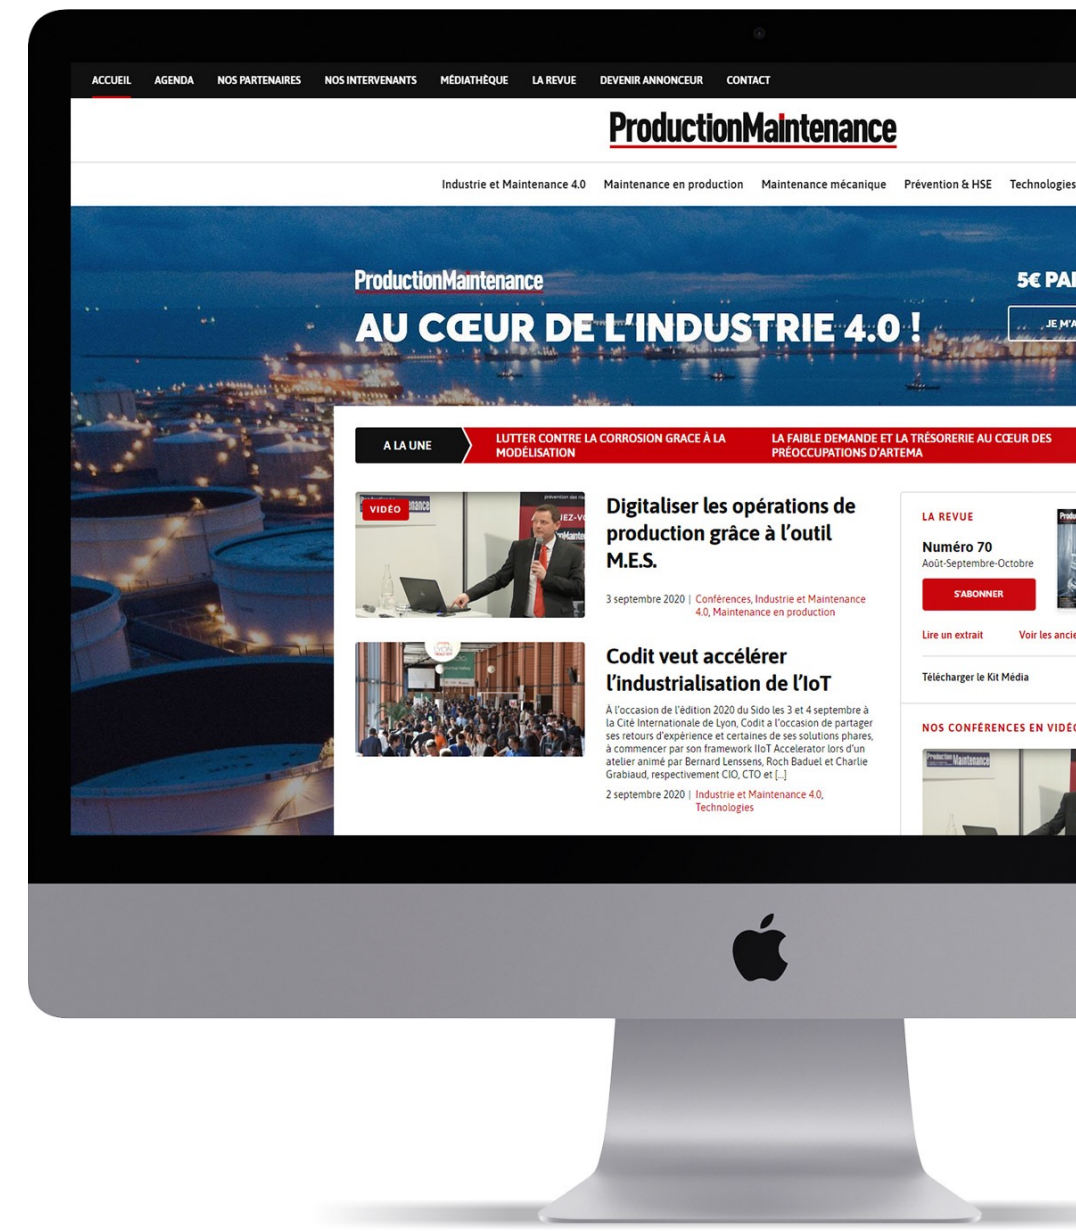 ACCUEIL AGENDA NOS PARTENAIRES NOS INTERVENANTS MÉDIATHÈQUE LA REVUE DEVENIR ANNONCEUR CONTACT
ProductionMaintenance
Industrie et Maintenance 4.0 Maintenance en production Maintenance mécanique Prévention & HSE Technologies
ProductionMaintenance
5€ PA
AU CŒUR DE L'INDUSTRIE 4.0 !
JE M'A
A LA UNE
LUTTER CONTRE LA CORROSION GRACE À LA
MODÉLISATION
LA FAIBLE DEMANDE ET LA TRÉSORERIE AU CŒUR DES
PRÉOCCUPATIONS D'ARTEMA
VIDÉO
Digitaliser les opérations de
production grâce à l'outil
M.E.S.
3 septembre 2020 | Conférences, Industrie et Maintenance
4.0, Maintenance en production
Codit veut accélérer
l'industrialisation de l'IoT
À l'occasion de l'édition 2020 du Sido les 3 et 4 septembre à
la Cité Internationale de Lyon, Codit a l'occasion de partager
ses retours d'expérience et certaines de ses solutions phares,
à commencer par son framework IIoT Accelerator lors d'un
atelier animé par Bernard Lenssens, Roch Baduel et Charlie
Grabiaud, respectivement CIO, CTO et [...]
2 septembre 2020 | Industrie et Maintenance 4.0,
Technologies
LA REVUE
Numéro 70
Août-Septembre-Octobre
S'ABONNER
Lire un extrait Voir les ancie
Télécharger le Kit Média
NOS CONFÉRENCES EN VIDÉO
Maintenance